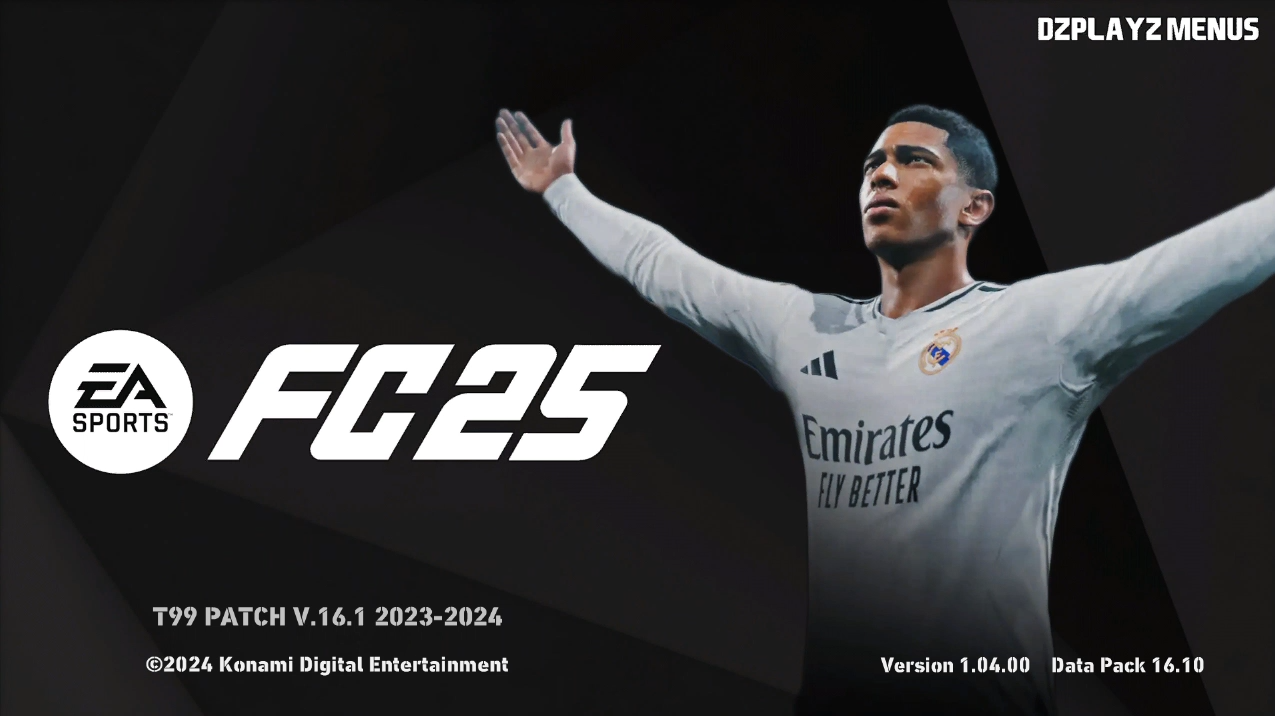 DZPLAYZ MENUS
EA
SPORTS™
FC25
Emirates
FLY BETTER
T99 PATCH V.16.1 2023-2024
©2024 Konami Digital Entertainment
Version 1.04.00 Data Pack 16.10